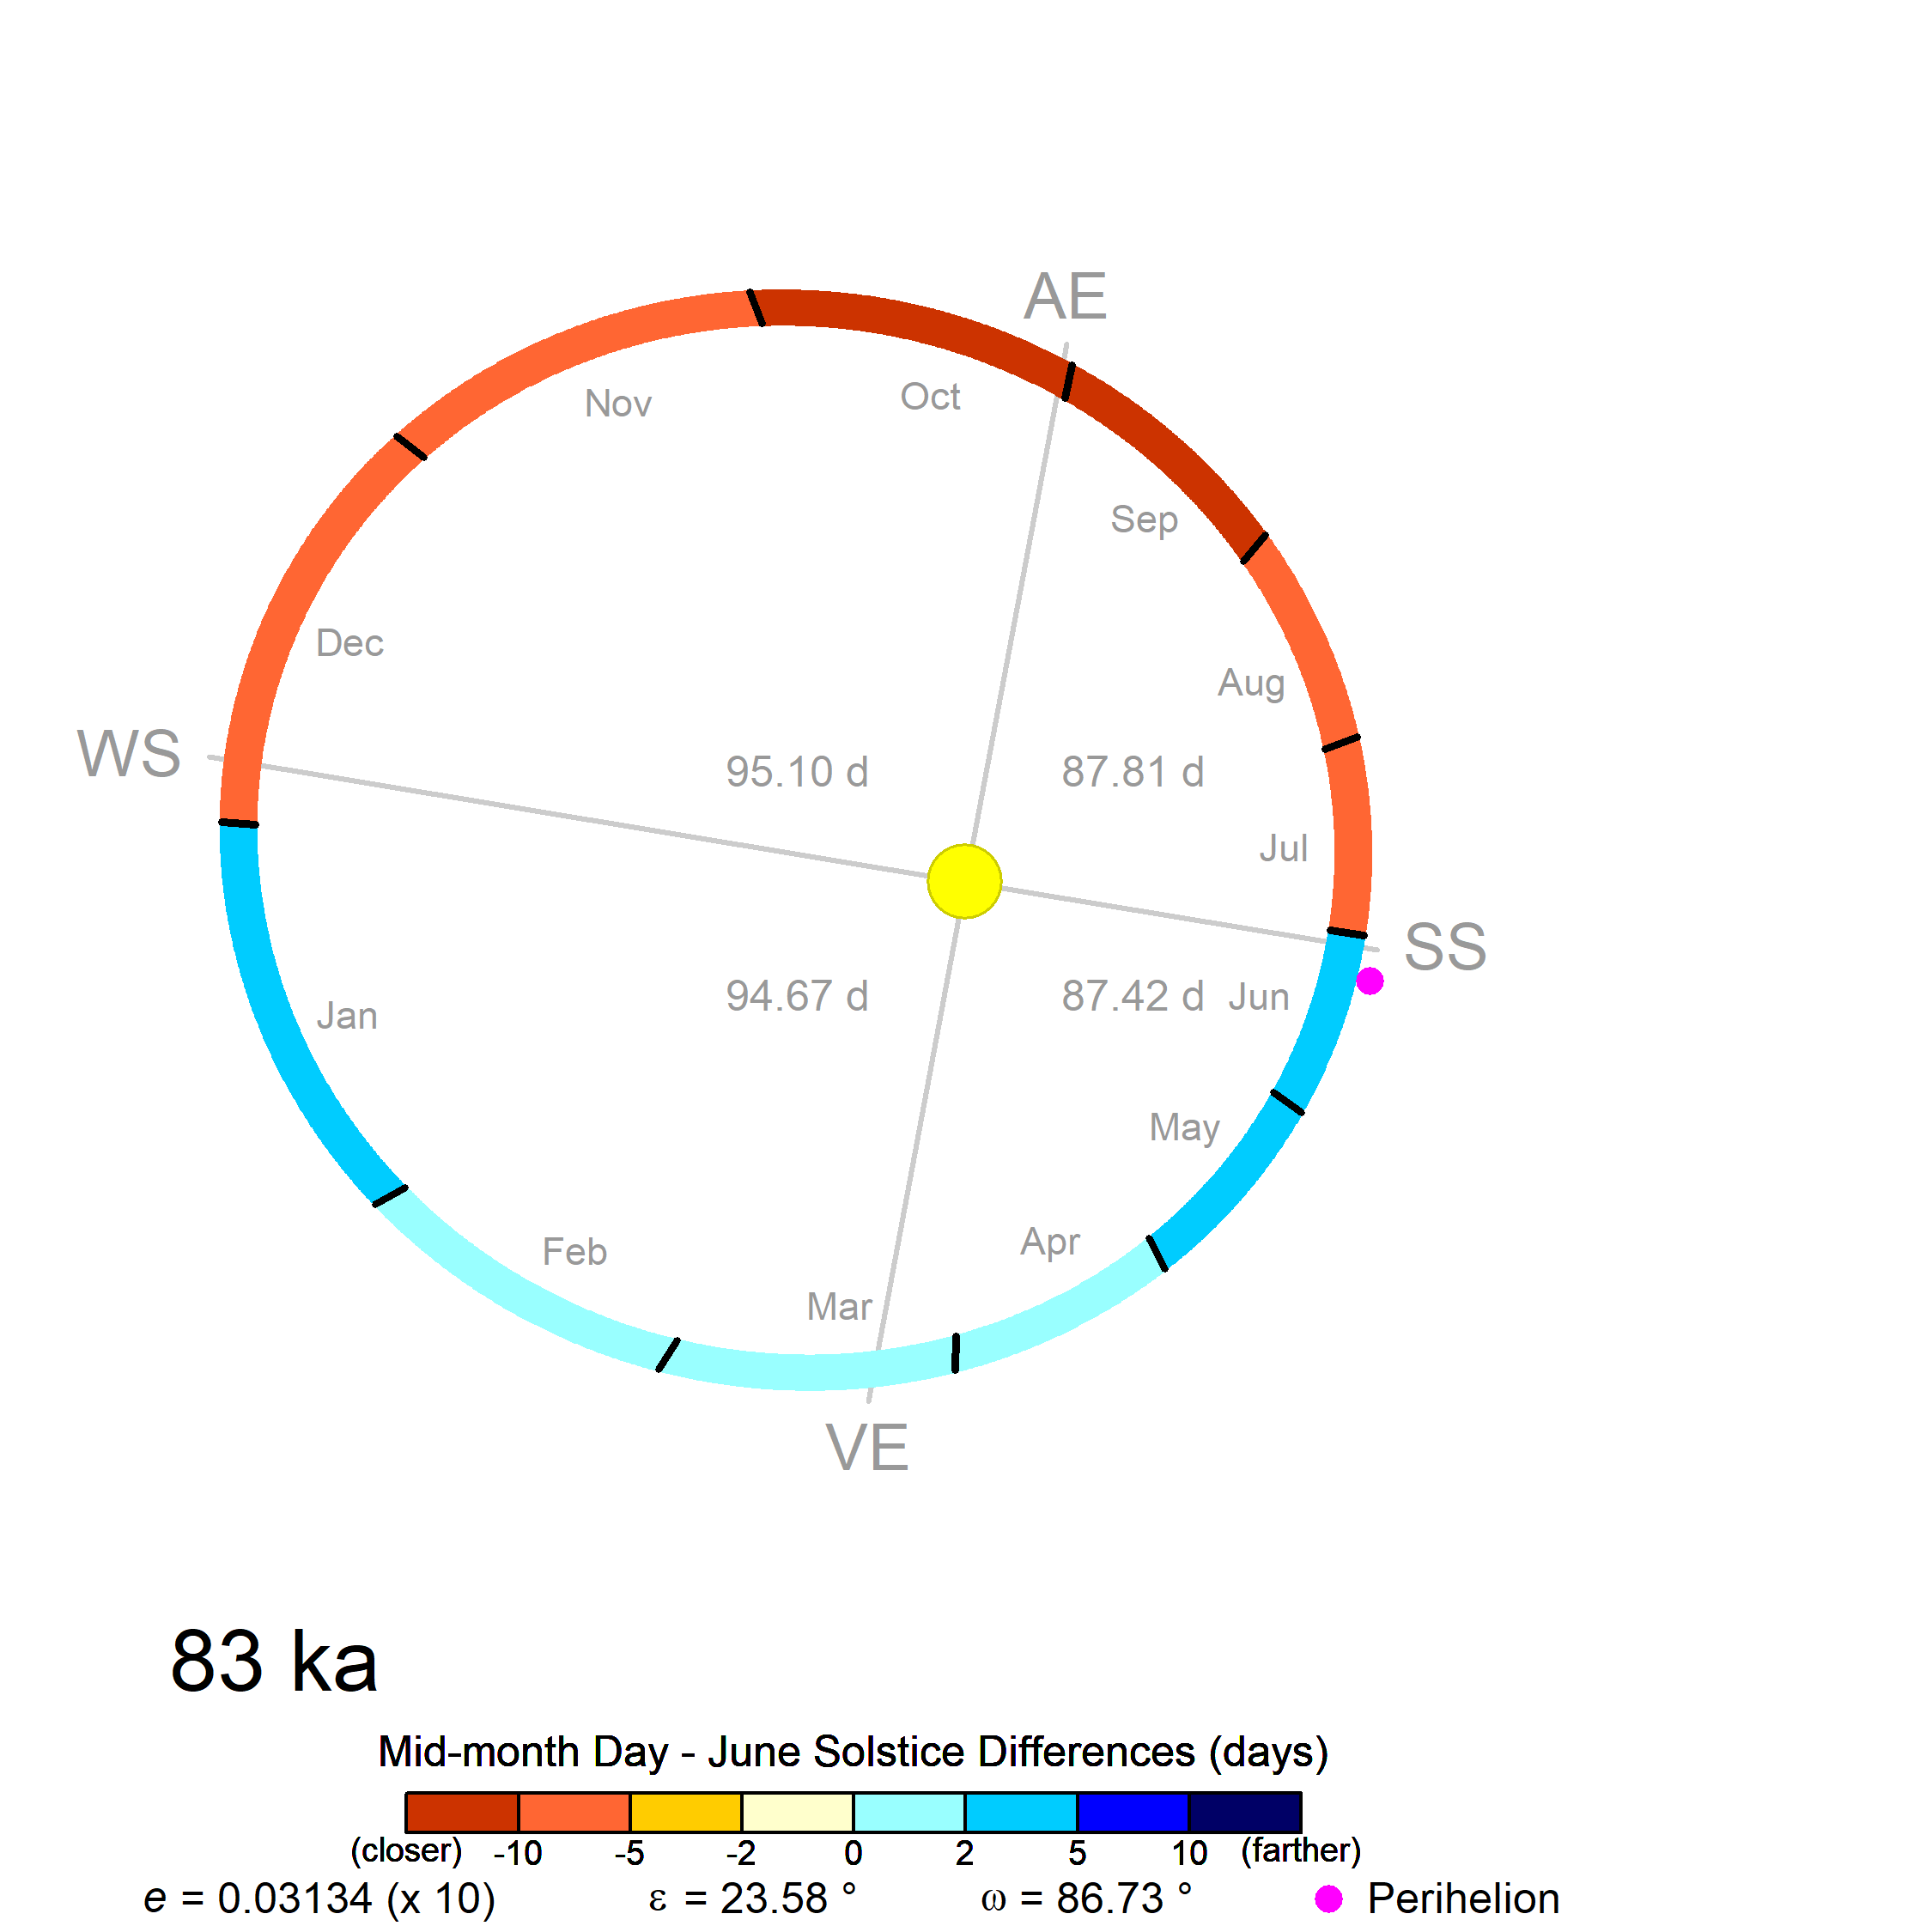 AE
Nov
Oct
Sep
Dec
Aug
WS
95.10 d
87.81 d
Jul
SS
94.67 d
87.42 d
Jun
Jan
May
Apr
Feb
Mar
VE
83 ka
Mid-month Day - June Solstice Differences (days)
(closer) -10 -5 -2 0 2 5 10 (farther)
e = 0.03134 (x 10) ε = 23.58 ° ω = 86.73 ° Perihelion